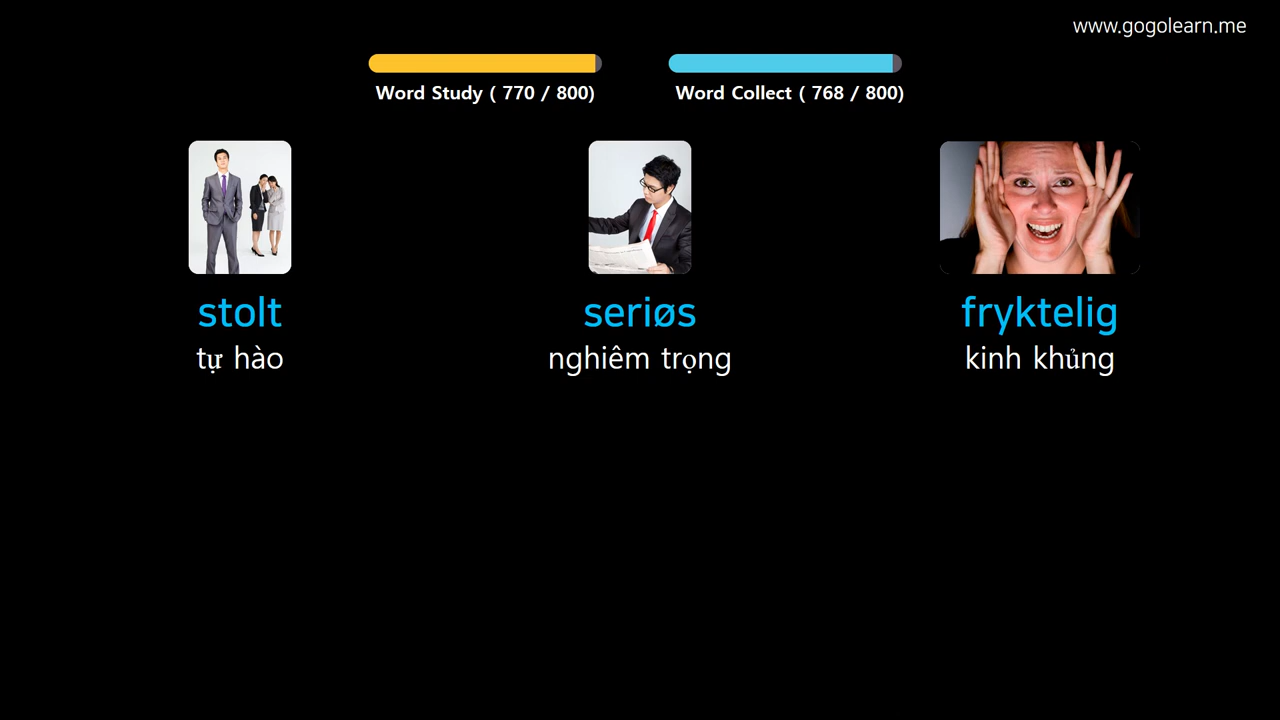 www.gogolearn.me
Word Study ( 770 / 800)
Word Collect ( 768 / 800)
stolt
seriøs
fryktelig
tự hào
nghiêm trọng
kinh khủng